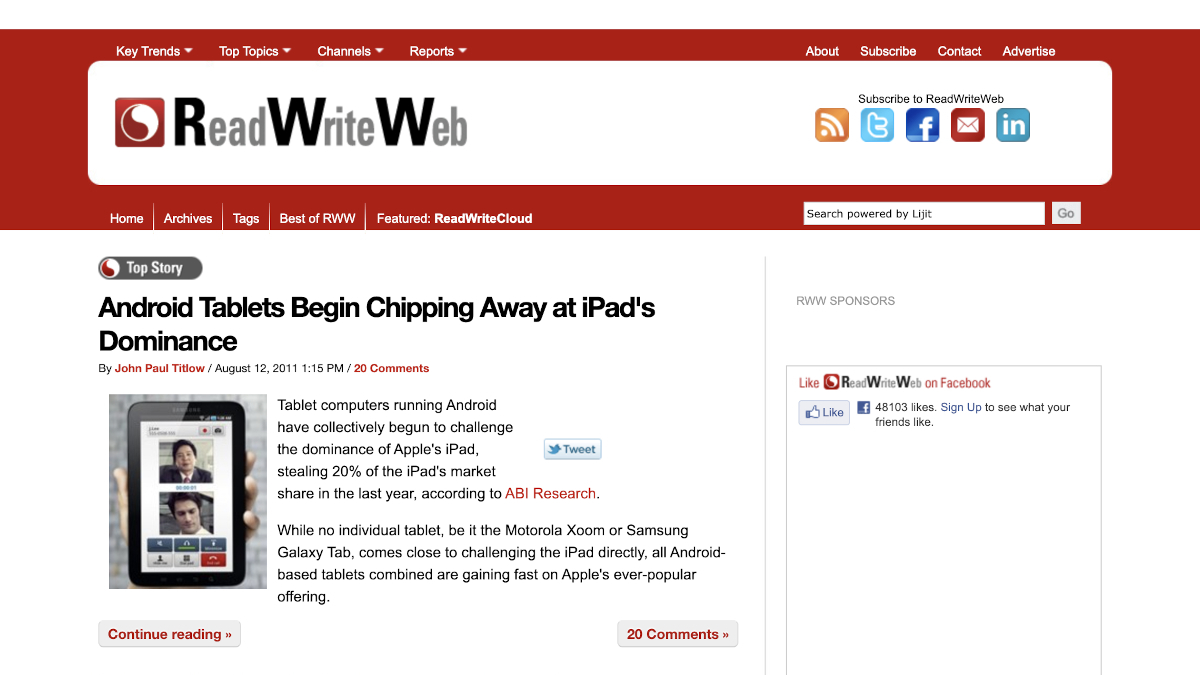 Key Trends Top Topics Channels Reports About Subscribe Contact Advertise
ReadWriteWeb
Subscribe to ReadWriteWeb
in
Home Archives Tags Best of RWW Featured: ReadWriteCloud
Search powered by Lijit Go
Top Story
Android Tablets Begin Chipping Away at iPad's
Dominance
By John Paul Titlow / August 12, 2011 1:15 PM / 20 Comments
Tablet computers running Android
have collectively begun to challenge
the dominance of Apple's iPad,
stealing 20% of the iPad's market
share in the last year, according to ABI Research.
Tweet
While no individual tablet, be it the Motorola Xoom or Samsung
Galaxy Tab, comes close to challenging the iPad directly, all Android-
based tablets combined are gaining fast on Apple's ever-popular
offering.
SAMSUNG
00:00:01
Continue reading »
20 Comments »
RWW SPONSORS
Like ReadWriteWeb on Facebook
Like 48103 likes. Sign Up to see what your
friends like.